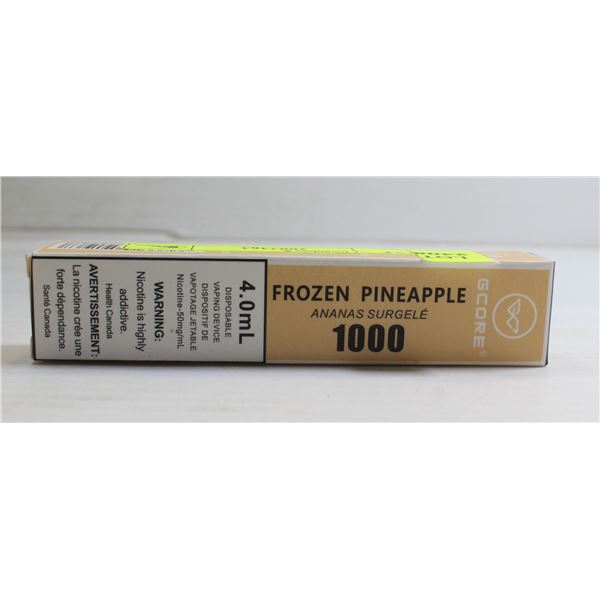 4.0mL
DISPOSABLE
VAPING DEVICE
DISPOSITIF DE
VAPOTAGE JETABLE
Nicotine-50mg/mL
WARNING:
Nicotine is highly
addictive.
Health Canada
AVERTISSEMENT:
La nicotine crée une
forte dépendance.
Santé Canada
FROZEN PINEAPPLE
ANANAS SURGELÉ
1000
GCORE®
LOT